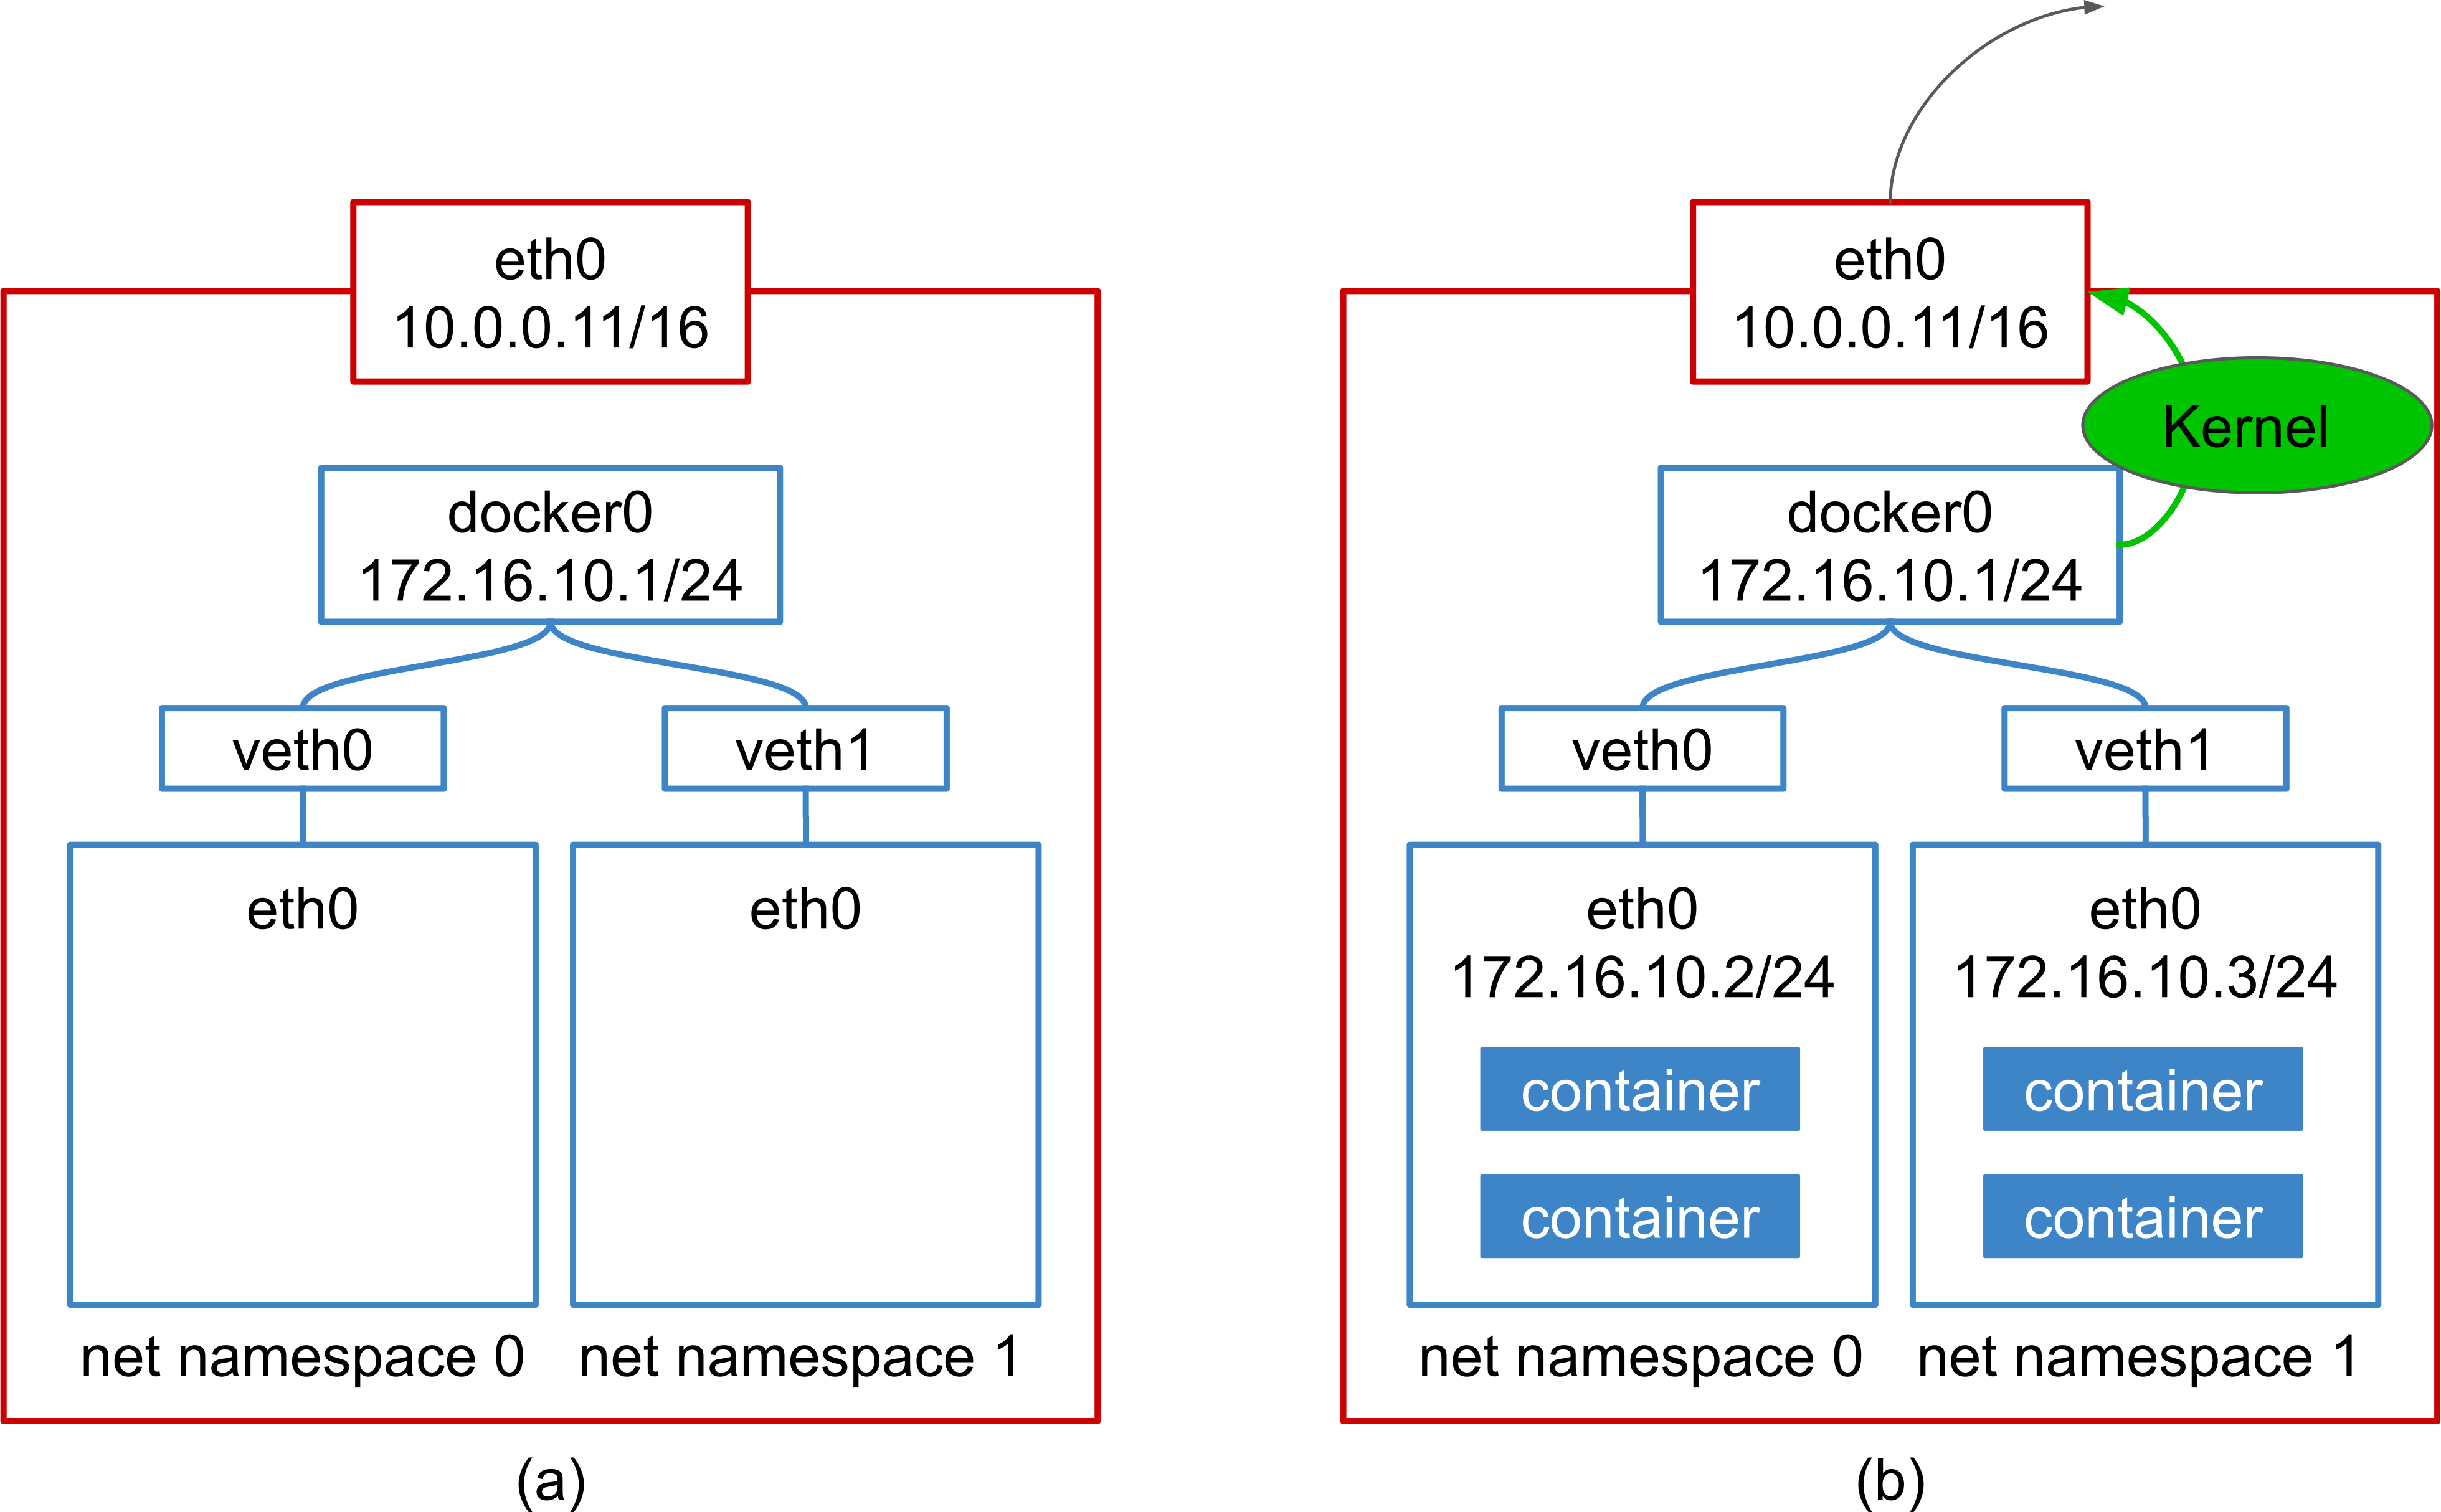 eth0
10.0.0.11/16
docker0
172.16.10.1/24
veth0
veth1
eth0
eth0
net namespace 0
net namespace 1
(a)
eth0
10.0.0.11/16
Kernel
docker0
172.16.10.1/24
veth0
veth1
eth0
172.16.10.2/24
container
container
eth0
172.16.10.3/24
container
container
net namespace 0
net namespace 1
(b)